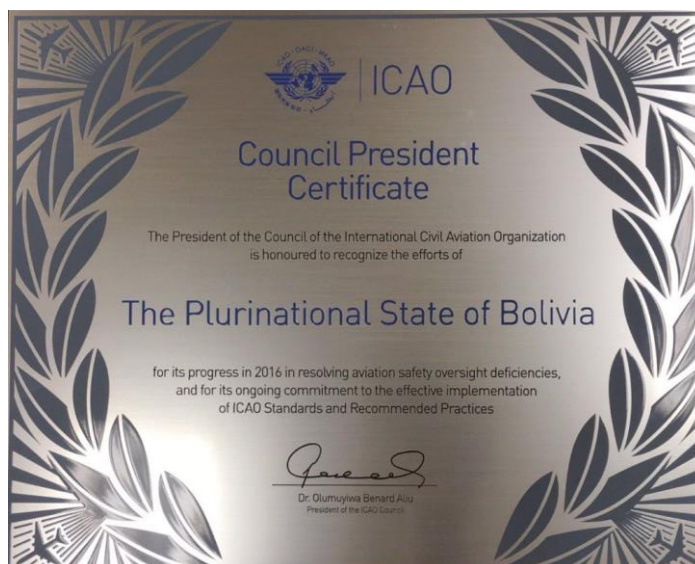 ICAO · OACI · ИКАО
ICAO
Council President
Certificate
The President of the Council of the International Civil Aviation Organization
is honoured to recognize the efforts of
The Plurinational State of Bolivia
for its progress in 2016 in resolving aviation safety oversight deficiencies,
and for its ongoing commitment to the effective implementation
of ICAO Standards and Recommended Practices
Dr. Olumuyiwa Benard Aliu
President of the ICAO Council